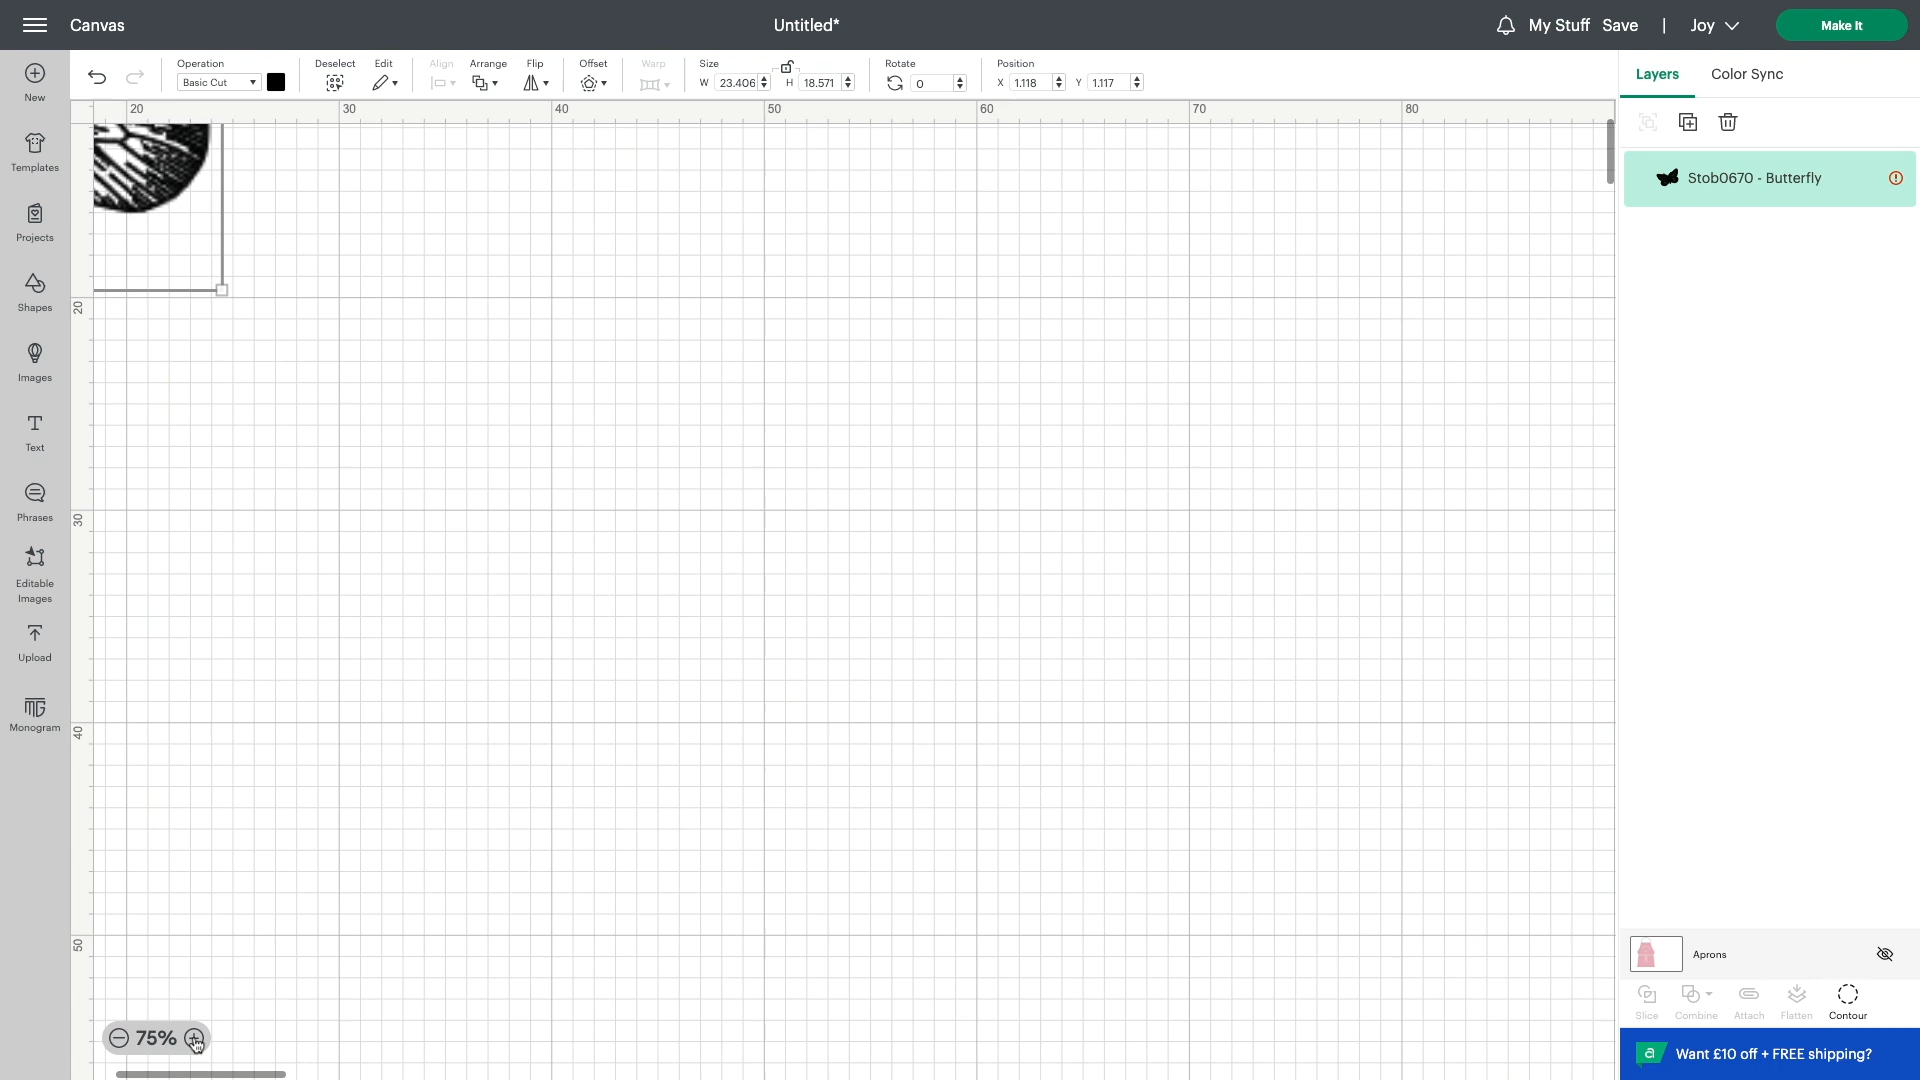 Canvas
Untitled*
My Stuff
Save
|
Joy
Make It
Operation
Basic Cut
Deselect
Edit
Align
Arrange
Flip
Offset
Warp
Size
W 23.406
H 18.571
Rotate
0
Position
X 1.118
Y 1.117
Layers
Color Sync
New
Templates
Projects
Shapes
Images
Text
Phrases
Editable
Images
Upload
Monogram
20 30 40 50 60 70 80
20
30
40
50
Stob0670 - Butterfly
75%
Aprons
Slice
Combine
Attach
Flatten
Contour
a Want £10 off + FREE shipping?